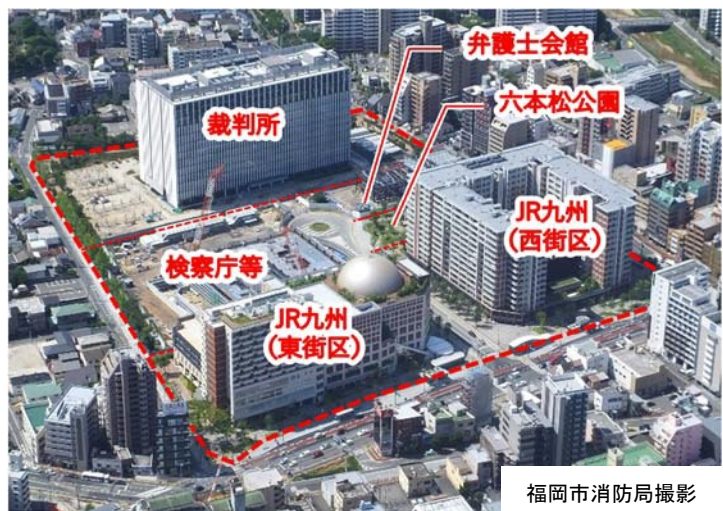 弁護士会館
六本松公園
裁判所
JR九州
(西街区)
検察庁等
JR九州
(東街区)
福岡市消防局撮影